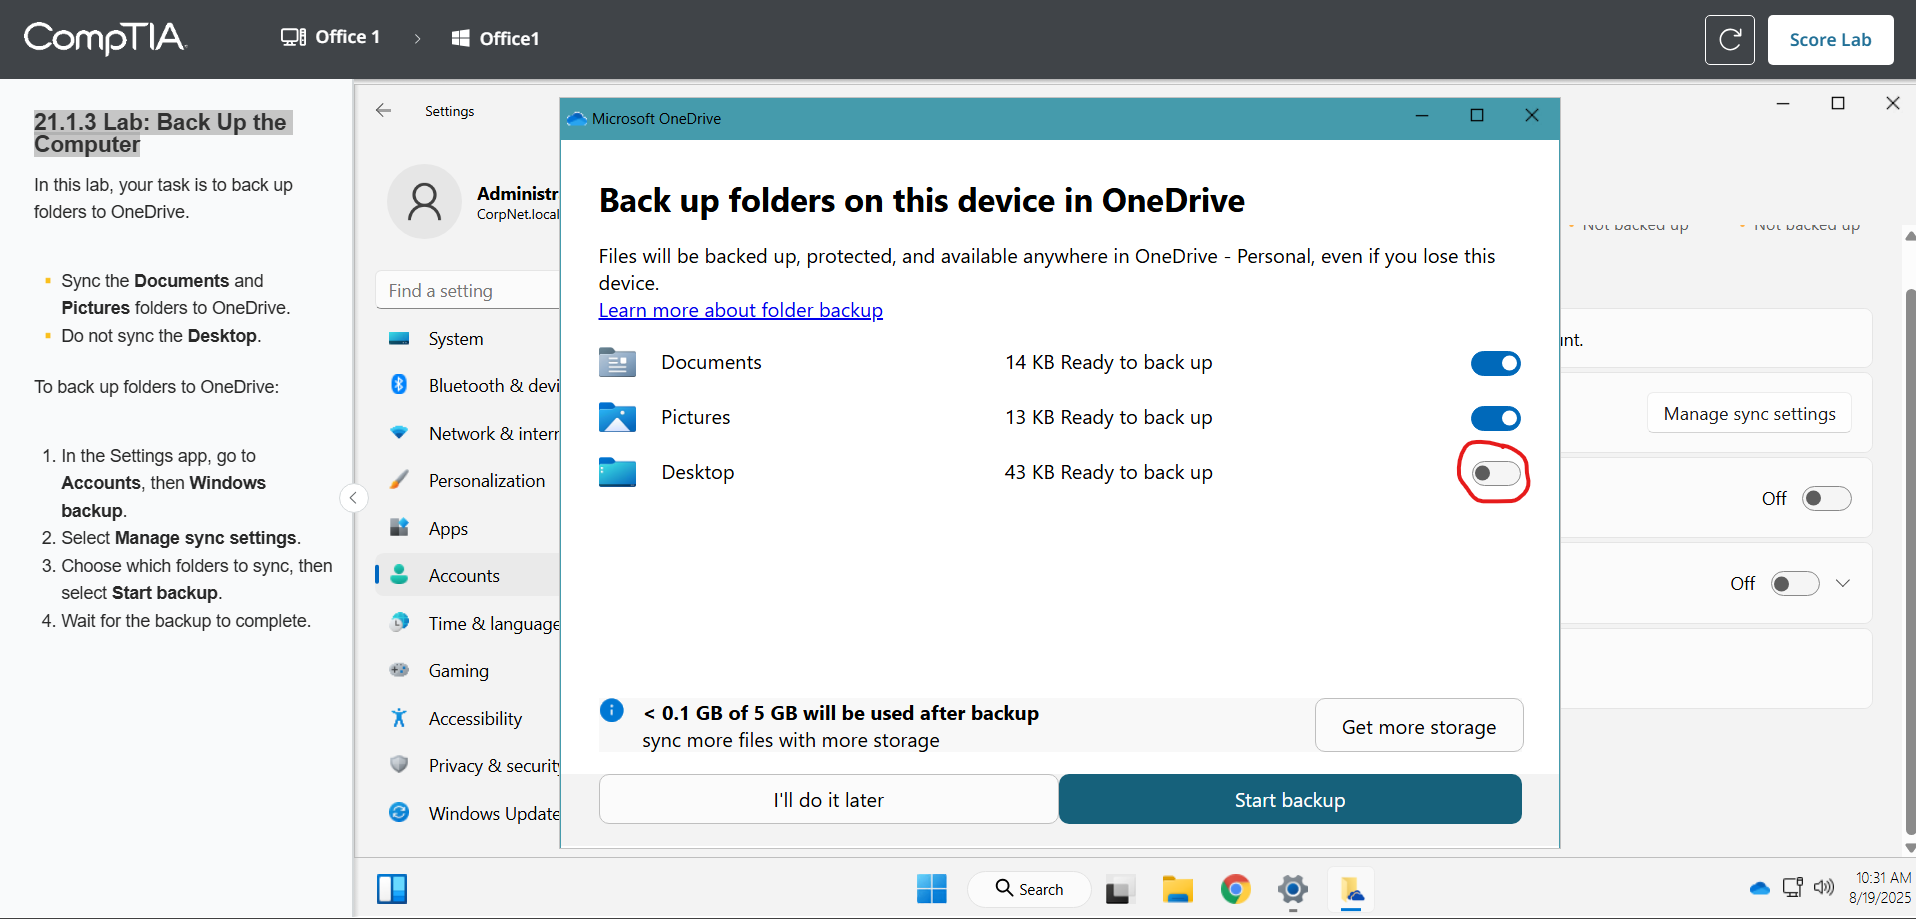 CompTIA.
Office 1
Office1
Score Lab
21.1.3 Lab: Back Up the
Computer
In this lab, your task is to back up
folders to OneDrive.
Sync the Documents and
Pictures folders to OneDrive.
Do not sync the Desktop.
To back up folders to OneDrive:
1. In the Settings app, go to
Accounts, then Windows
backup.
2. Select Manage sync settings.
3. Choose which folders to sync, then
select Start backup.
4. Wait for the backup to complete.
Settings
Administr
CorpNet.local
Find a setting
System
Bluetooth & devi
Network & intern
Personalization
Apps
Accounts
Time & language
Gaming
Accessibility
Privacy & security
Windows Update
Microsoft OneDrive
Back up folders on this device in OneDrive
Files will be backed up, protected, and available anywhere in OneDrive - Personal, even if you lose this
device.
Learn more about folder backup
Documents 14 KB Ready to back up
Pictures 13 KB Ready to back up
Desktop 43 KB Ready to back up
< 0.1 GB of 5 GB will be used after backup
sync more files with more storage
Get more storage
I'll do it later
Start backup
- Not backed up - Not backed up
nt.
Manage sync settings
Off
Off
Search
10:31 AM
8/19/2025